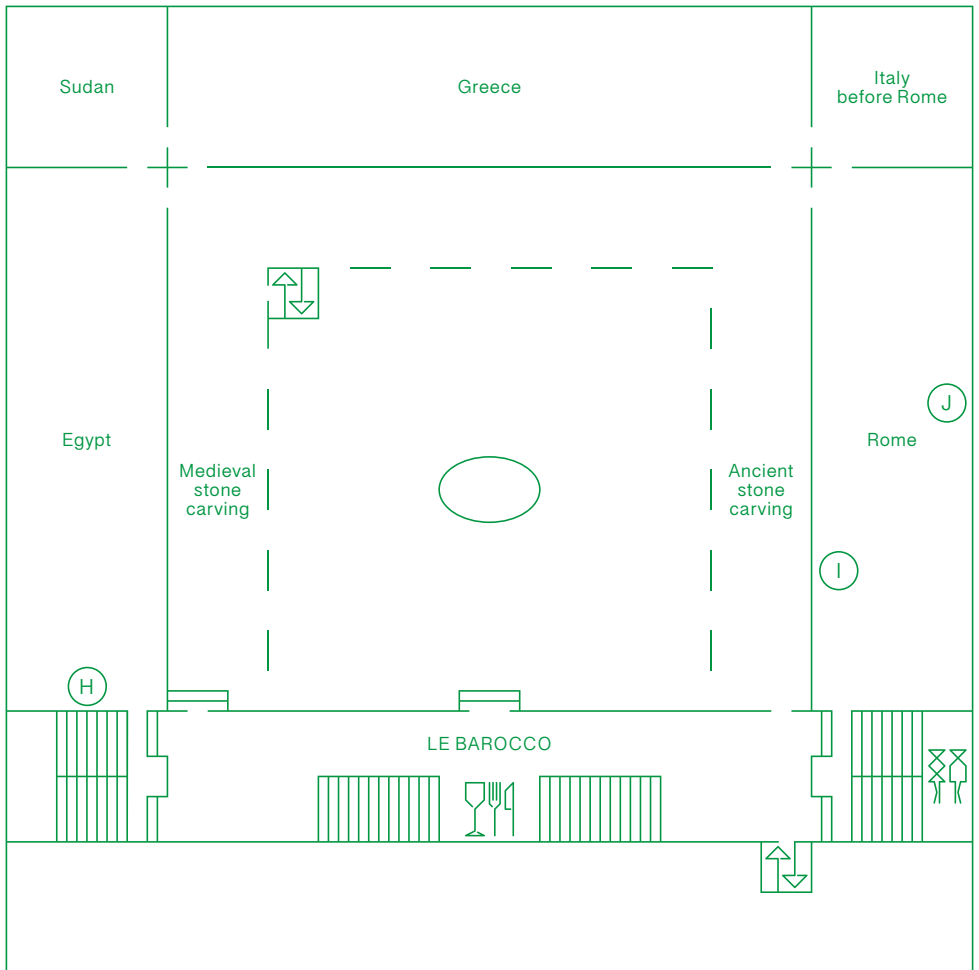 Sudan
Greece
Italy
before Rome
J
Egypt
Rome
Medieval
stone
carving
Ancient
stone
carving
I
H
LE BAROCCO